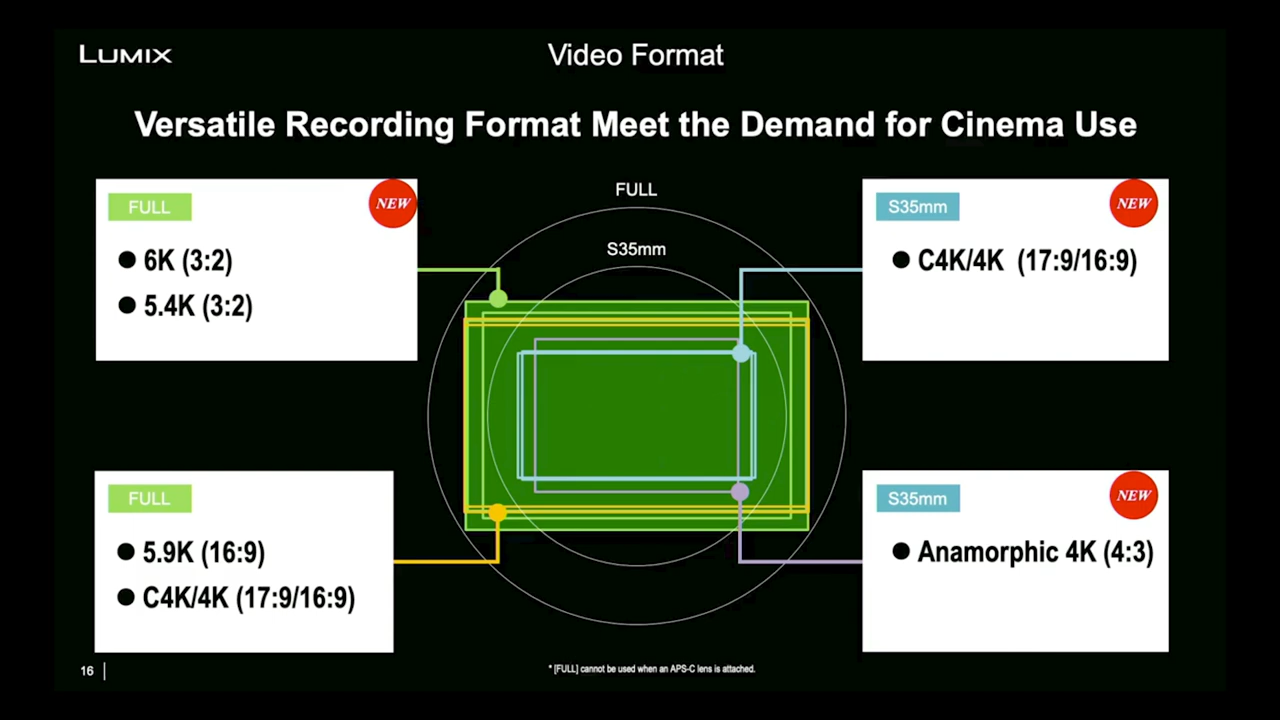 LUMIX
Video Format
Versatile Recording Format Meet the Demand for Cinema Use
FULL
NEW
● 6K (3:2)
● 5.4K (3:2)
FULL
S35mm
S35mm
NEW
● C4K/4K (17:9/16:9)
FULL
● 5.9K (16:9)
● C4K/4K (17:9/16:9)
S35mm
NEW
● Anamorphic 4K (4:3)
16
* [FULL] cannot be used when an APS-C lens is attached.